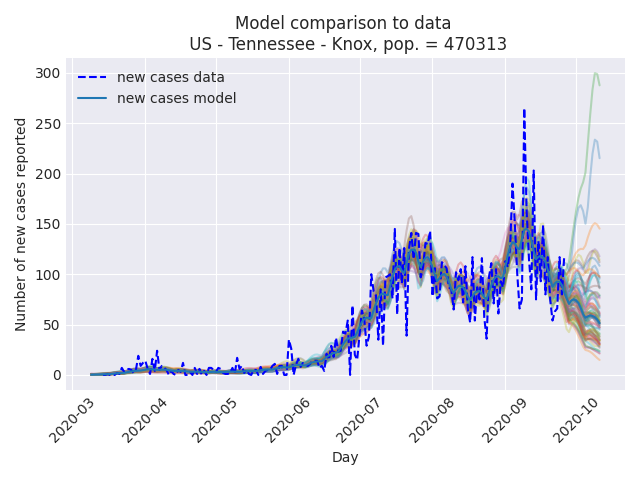 Model comparison to data
US - Tennessee - Knox, pop. = 470313
new cases data
new cases model
Number of new cases reported
300
250
200
150
100
50
0
2020-03
2020-04
2020-05
2020-06
2020-07
2020-08
2020-09
2020-10
Day